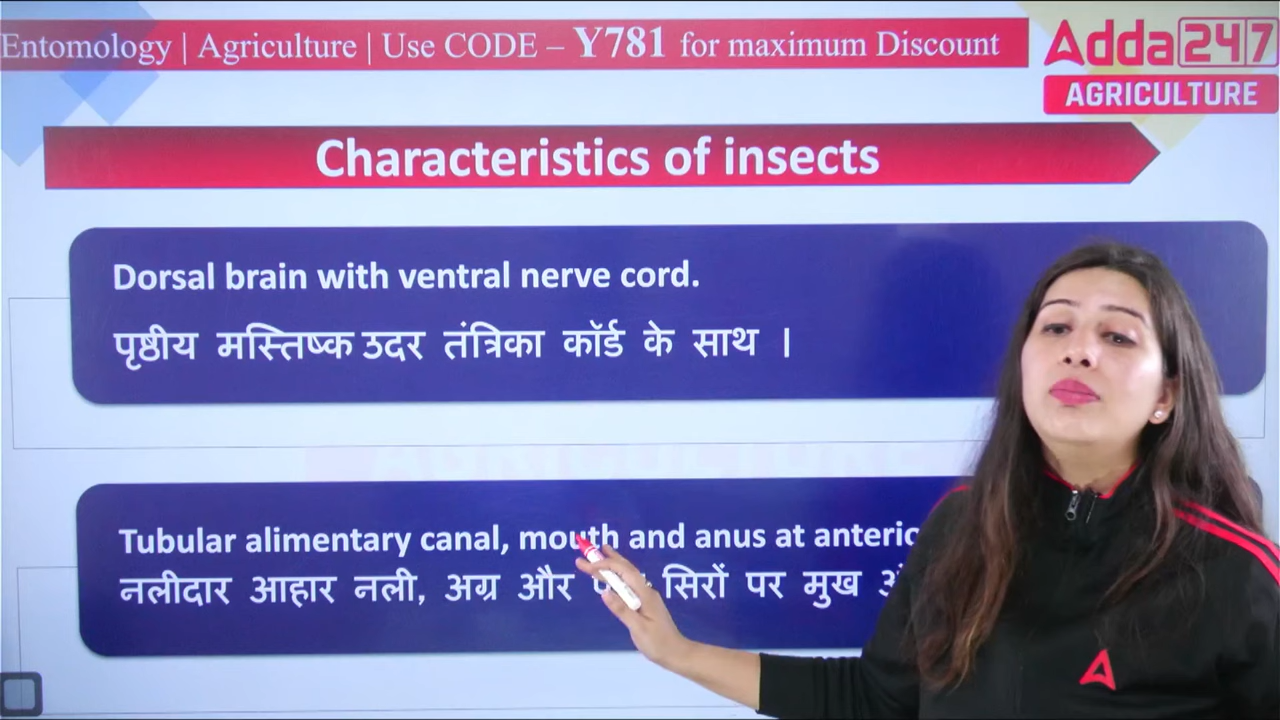 Entomology | Agriculture | Use CODE – Y781 for maximum Discount
Adda247
AGRICULTURE
Characteristics of insects
Dorsal brain with ventral nerve cord.
पृष्ठीय मस्तिष्क उदर तंत्रिका कॉर्ड के साथ ।
Tubular alimentary canal, mouth and anus at
नलीदार आहार नली, अग्र और सिरों पर मुख